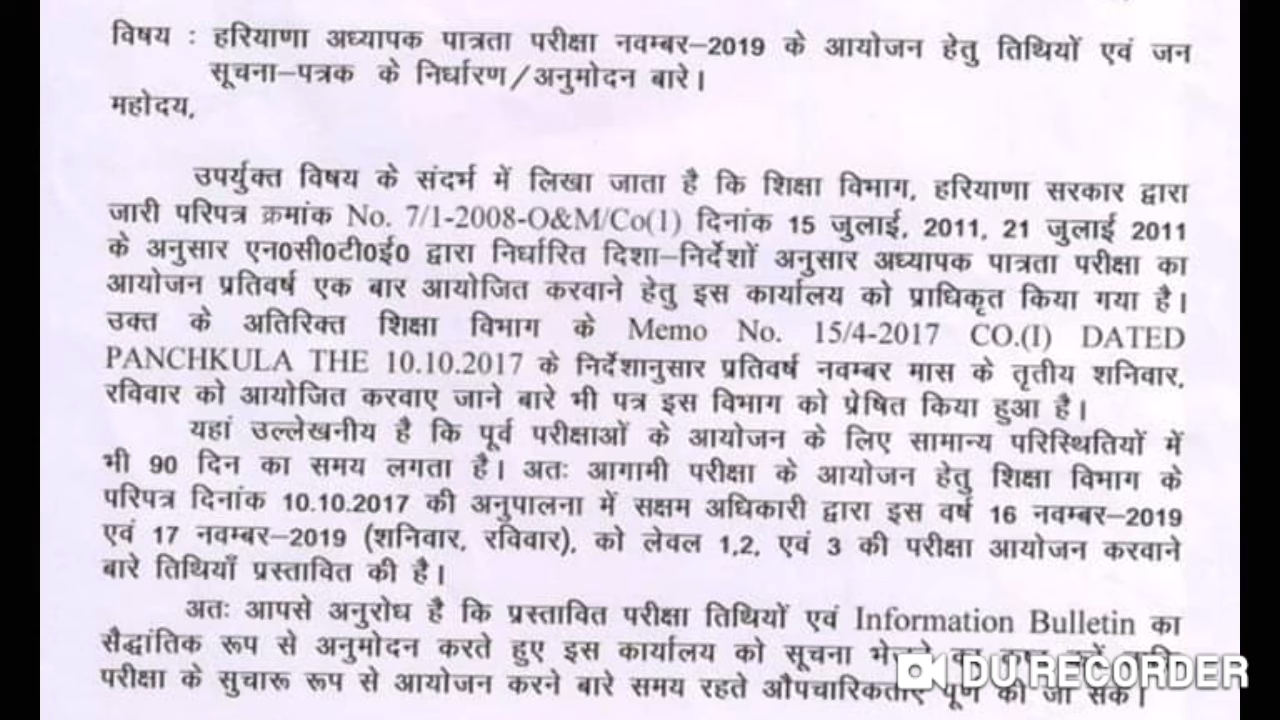 विषय : हरियाणा अध्यापक पात्रता परीक्षा नवम्बर–2019 के आयोजन हेतु तिथियों एवं जन
सूचना–पत्रक के निर्धारण/अनुमोदन बारे।
महोदय,
उपर्युक्त विषय के संदर्भ में लिखा जाता है कि शिक्षा विभाग, हरियाणा सरकार द्वारा
जारी परिपत्र क्रमांक No. 7/1-2008-O&M/Co(1) दिनांक 15 जुलाई, 2011, 21 जुलाई 2011
के अनुसार एन0सी0टी0ई0 द्वारा निर्धारित दिशा–निर्देशों अनुसार अध्यापक पात्रता परीक्षा का
आयोजन प्रतिवर्ष एक बार आयोजित करवाने हेतु इस कार्यालय को प्राधिकृत किया गया है।
उक्त के अतिरिक्त शिक्षा विभाग के Memo No. 15/4-2017 CO.(I) DATED
PANCHKULA THE 10.10.2017 के निर्देशानुसार प्रतिवर्ष नवम्बर मास के तृतीय शनिवार,
रविवार को आयोजित करवाए जाने बारे भी पत्र इस विभाग को प्रेषित किया हुआ है।
यहां उल्लेखनीय है कि पूर्व परीक्षाओं के आयोजन के लिए सामान्य परिस्थितियों में
भी 90 दिन का समय लगता है। अतः आगामी परीक्षा के आयोजन हेतु शिक्षा विभाग के
परिपत्र दिनांक 10.10.2017 की अनुपालना में सक्षम अधिकारी द्वारा इस वर्ष 16 नवम्बर–2019
एवं 17 नवम्बर–2019 (शनिवार, रविवार), को लेवल 1,2, एवं 3 की परीक्षा आयोजन करवाने
बारे तिथियाँ प्रस्तावित की है।
अतः आपसे अनुरोध है कि प्रस्तावित परीक्षा तिथियों एवं Information Bulletin का
सैद्धांतिक रूप से अनुमोदन करते हुए इस कार्यालय को सूचना
DU RECORDER
परीक्षा के सुचारू रूप से आयोजन करने बारे समय रहते औपचारिकताएं पूर्ण की जा सके।